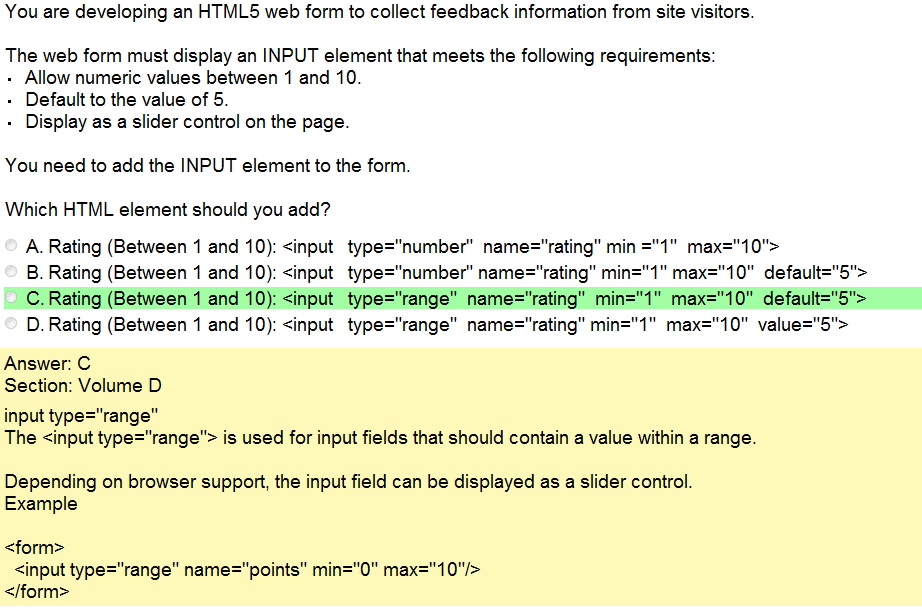 You are developing an HTML5 web form to collect feedback information from site visitors.
The web form must display an INPUT element that meets the following requirements:
· Allow numeric values between 1 and 10.
· Default to the value of 5.
· Display as a slider control on the page.
You need to add the INPUT element to the form.
Which HTML element should you add?
A. Rating (Between 1 and 10): <input type="number" name="rating" min ="1" max="10">
B. Rating (Between 1 and 10): <input type="number" name="rating" min="1" max="10" default="5">
C. Rating (Between 1 and 10): <input type="range" name="rating" min="1" max="10" default="5">
D. Rating (Between 1 and 10): <input type="range" name="rating" min="1" max="10" value="5">
Answer: C
Section: Volume D
input type="range"
The <input type="range"> is used for input fields that should contain a value within a range.
Depending on browser support, the input field can be displayed as a slider control.
Example
<form>
<input type="range" name="points" min="0" max="10"/>
</form>